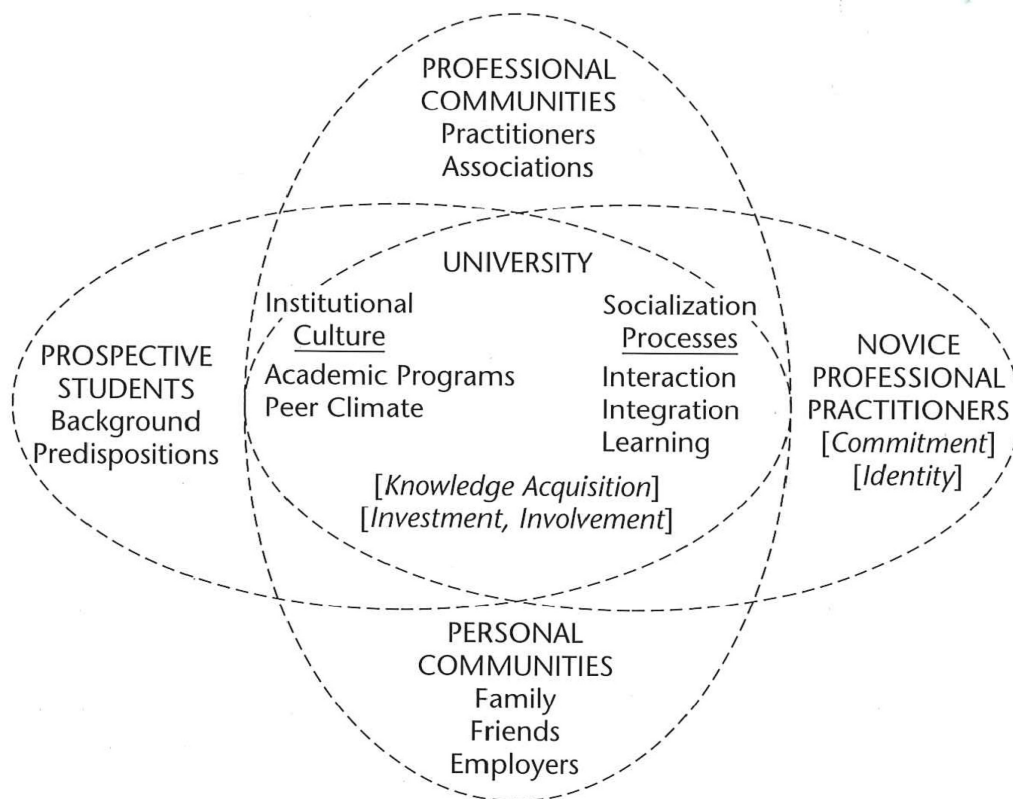 PROFESSIONAL
COMMUNITIES
Practitioners
Associations
UNIVERSITY
Institutional
Culture
Academic Programs
Peer Climate
Socialization
Processes
Interaction
Integration
Learning
[Knowledge Acquisition]
[Investment, Involvement]
PROSPECTIVE
STUDENTS
Background
Predispositions
NOVICE
PROFESSIONAL
PRACTITIONERS
[Commitment]
[Identity]
PERSONAL
COMMUNITIES
Family
Friends
Employers